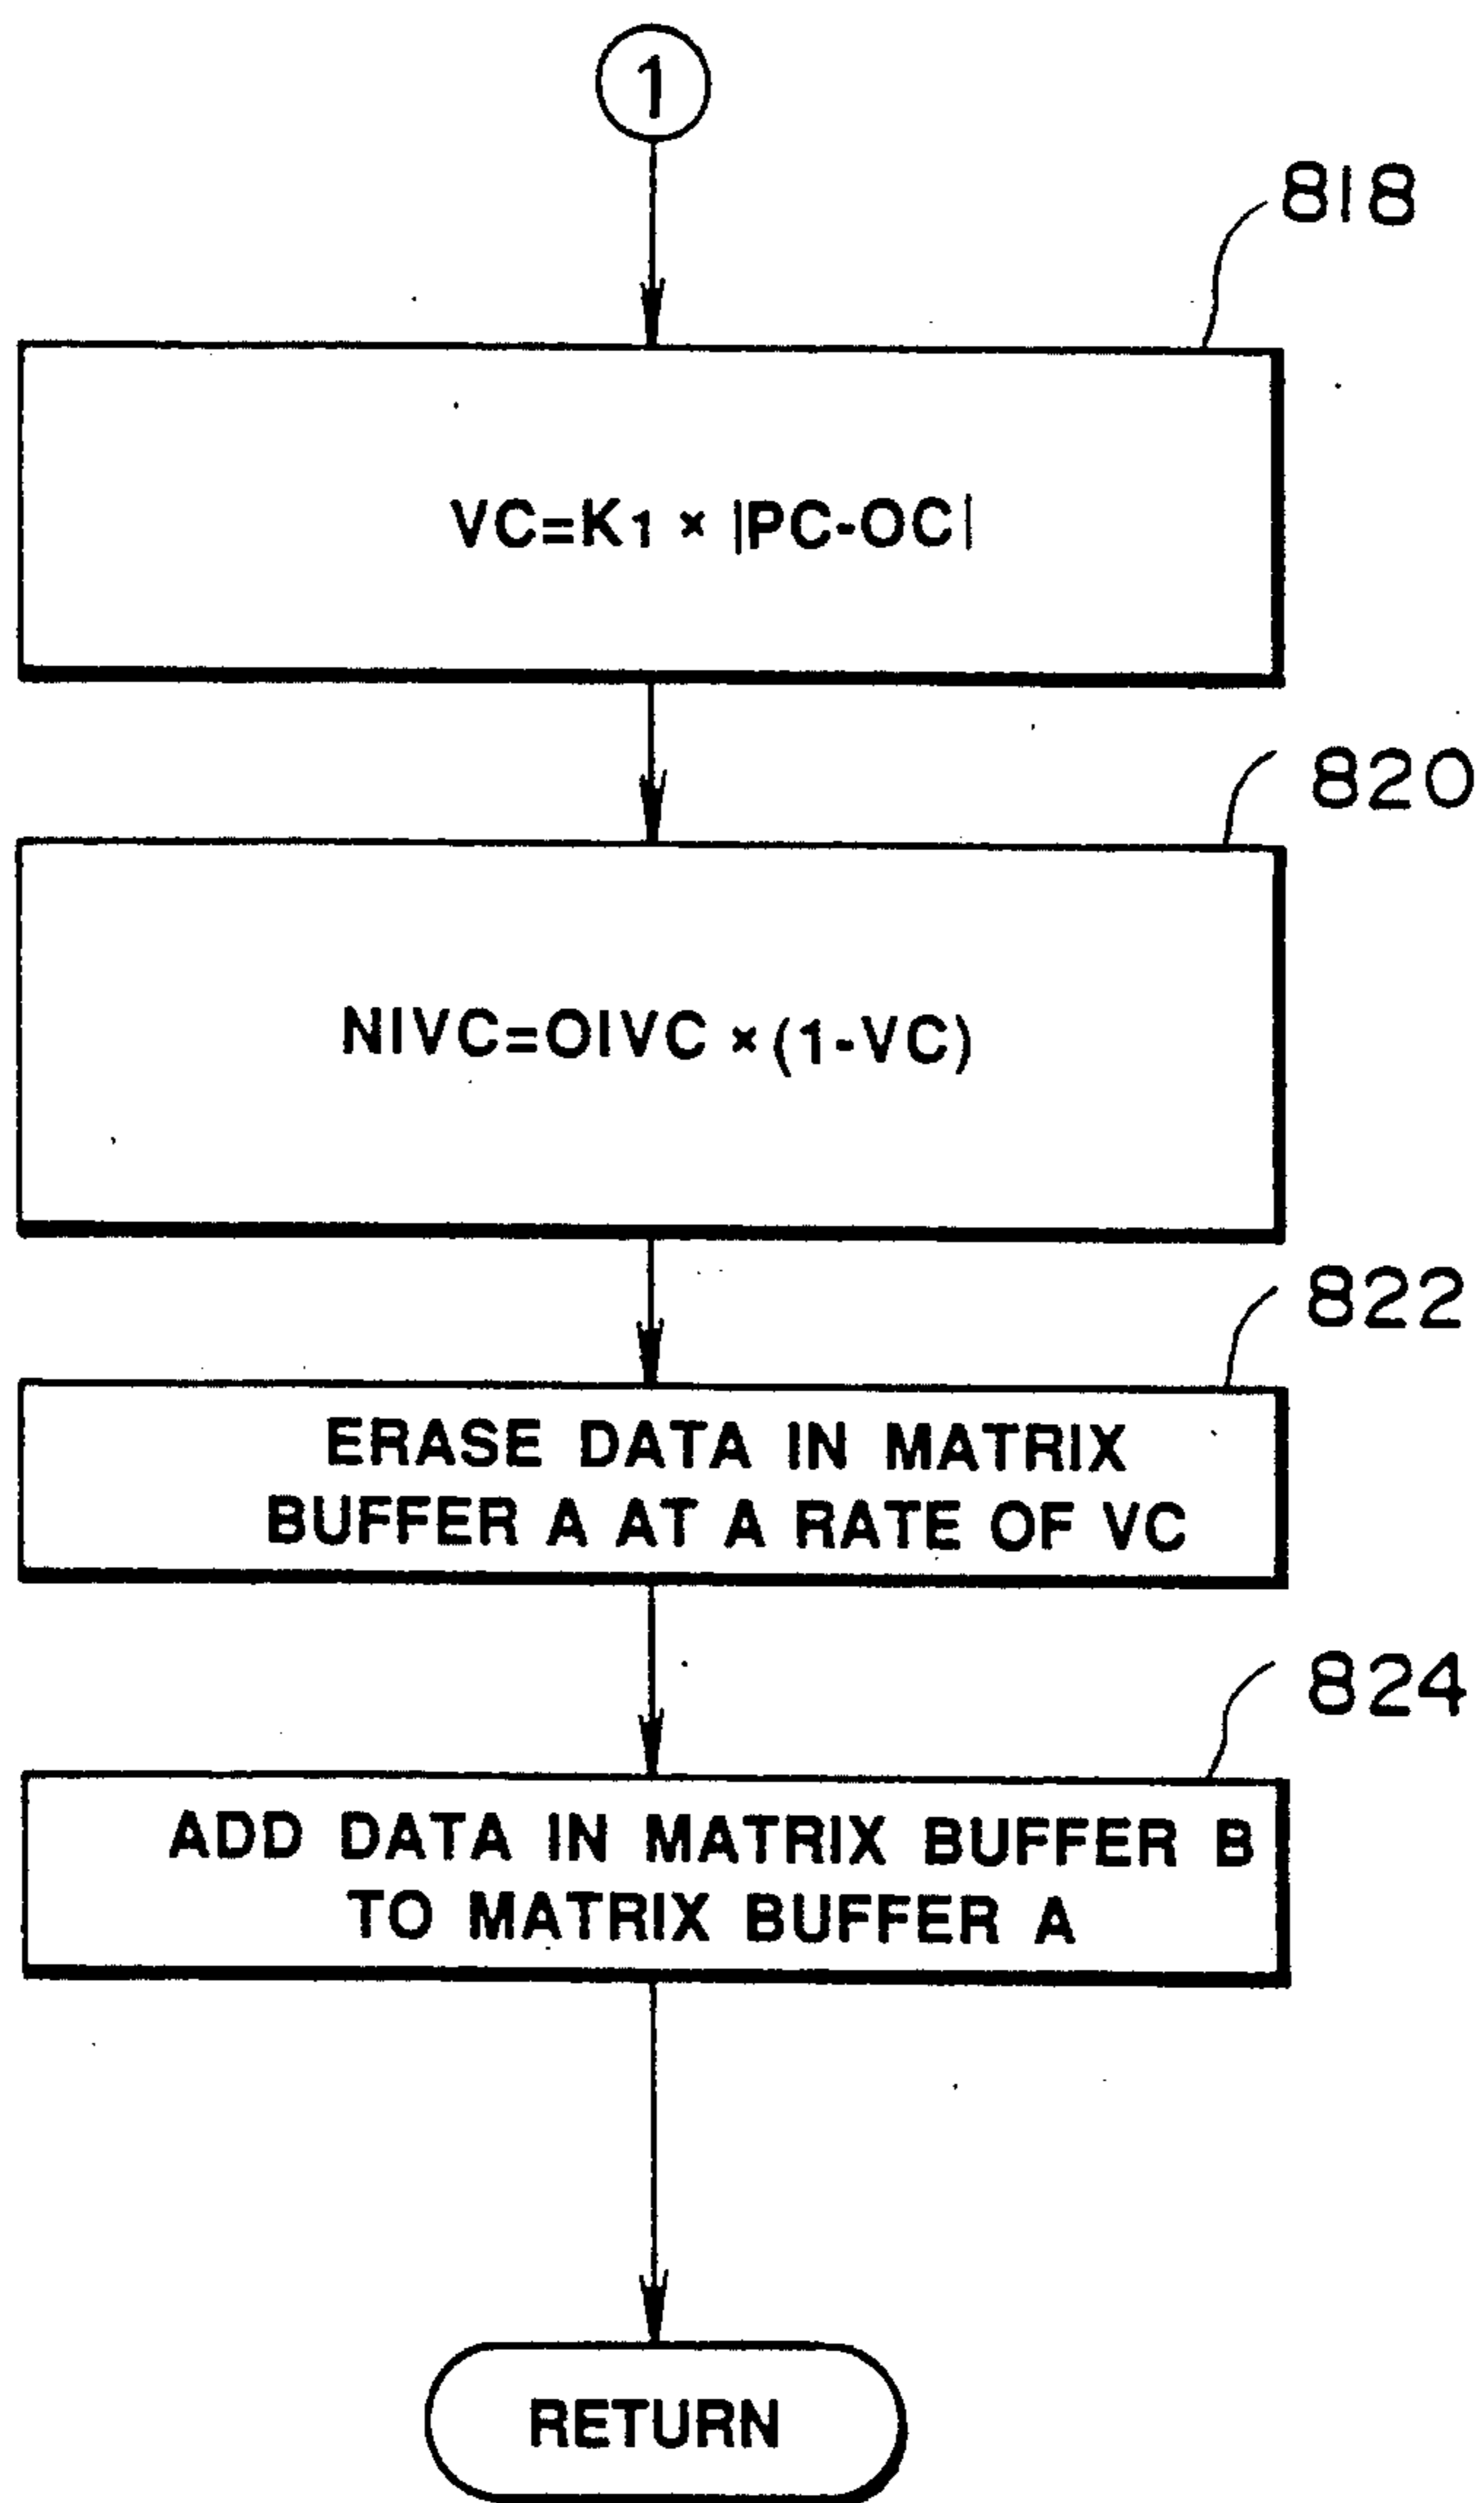 1
818
VC=K1×|PC-OC|
820
NIVC=OIVC×(1-VC)
822
ERASE DATA IN MATRIX
BUFFER A AT A RATE OF VC
824
ADD DATA IN MATRIX BUFFER B
TO MATRIX BUFFER A
RETURN